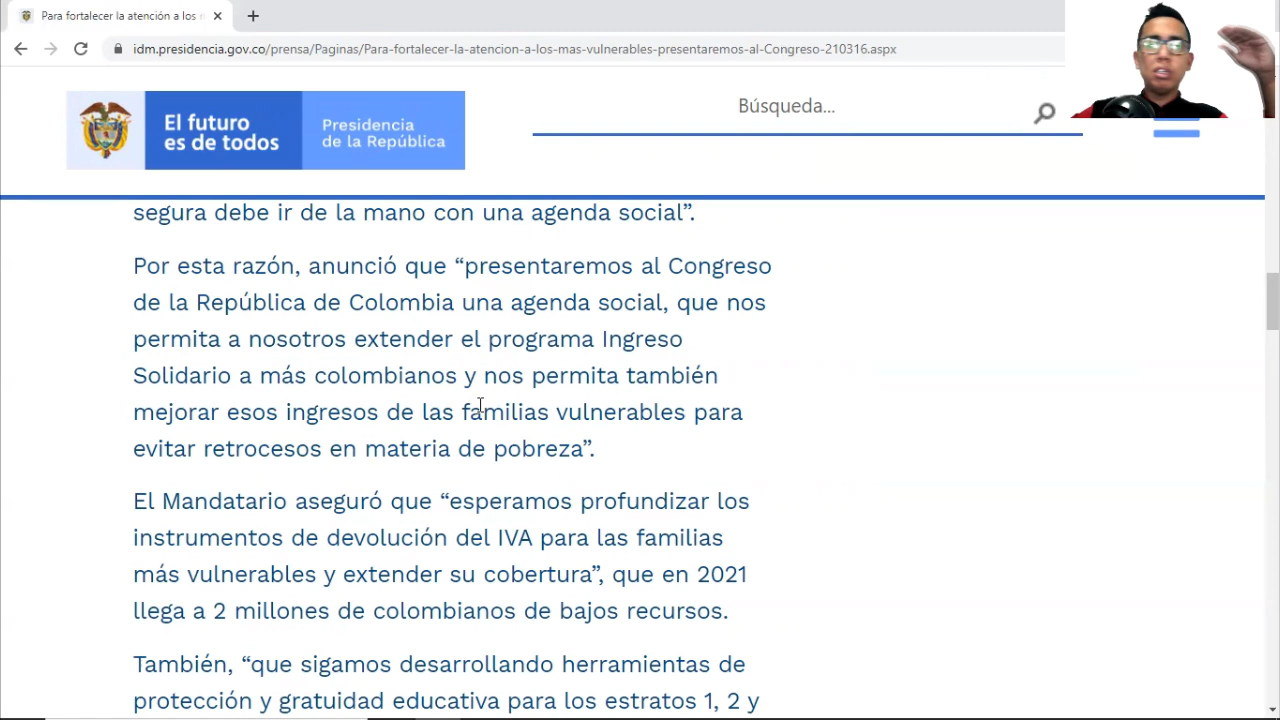 Para fortalecer la atención a los
idm.presidencia.gov.co/prensa/Paginas/Para-fortalecer-la-atencion-a-los-mas-vulnerables-presentaremos-al-Congreso-210316.aspx
El futuro
es de todos
Presidencia
de la República
Búsqueda...
segura debe ir de la mano con una agenda social”.
Por esta razón, anunció que “presentaremos al Congreso
de la República de Colombia una agenda social, que nos
permita a nosotros extender el programa Ingreso
Solidario a más colombianos y nos permita también
mejorar esos ingresos de las familias vulnerables para
evitar retrocesos en materia de pobreza”.
El Mandatario aseguró que “esperamos profundizar los
instrumentos de devolución del IVA para las familias
más vulnerables y extender su cobertura”, que en 2021
llega a 2 millones de colombianos de bajos recursos.
También, “que sigamos desarrollando herramientas de
protección y gratuidad educativa para los estratos 1, 2 y